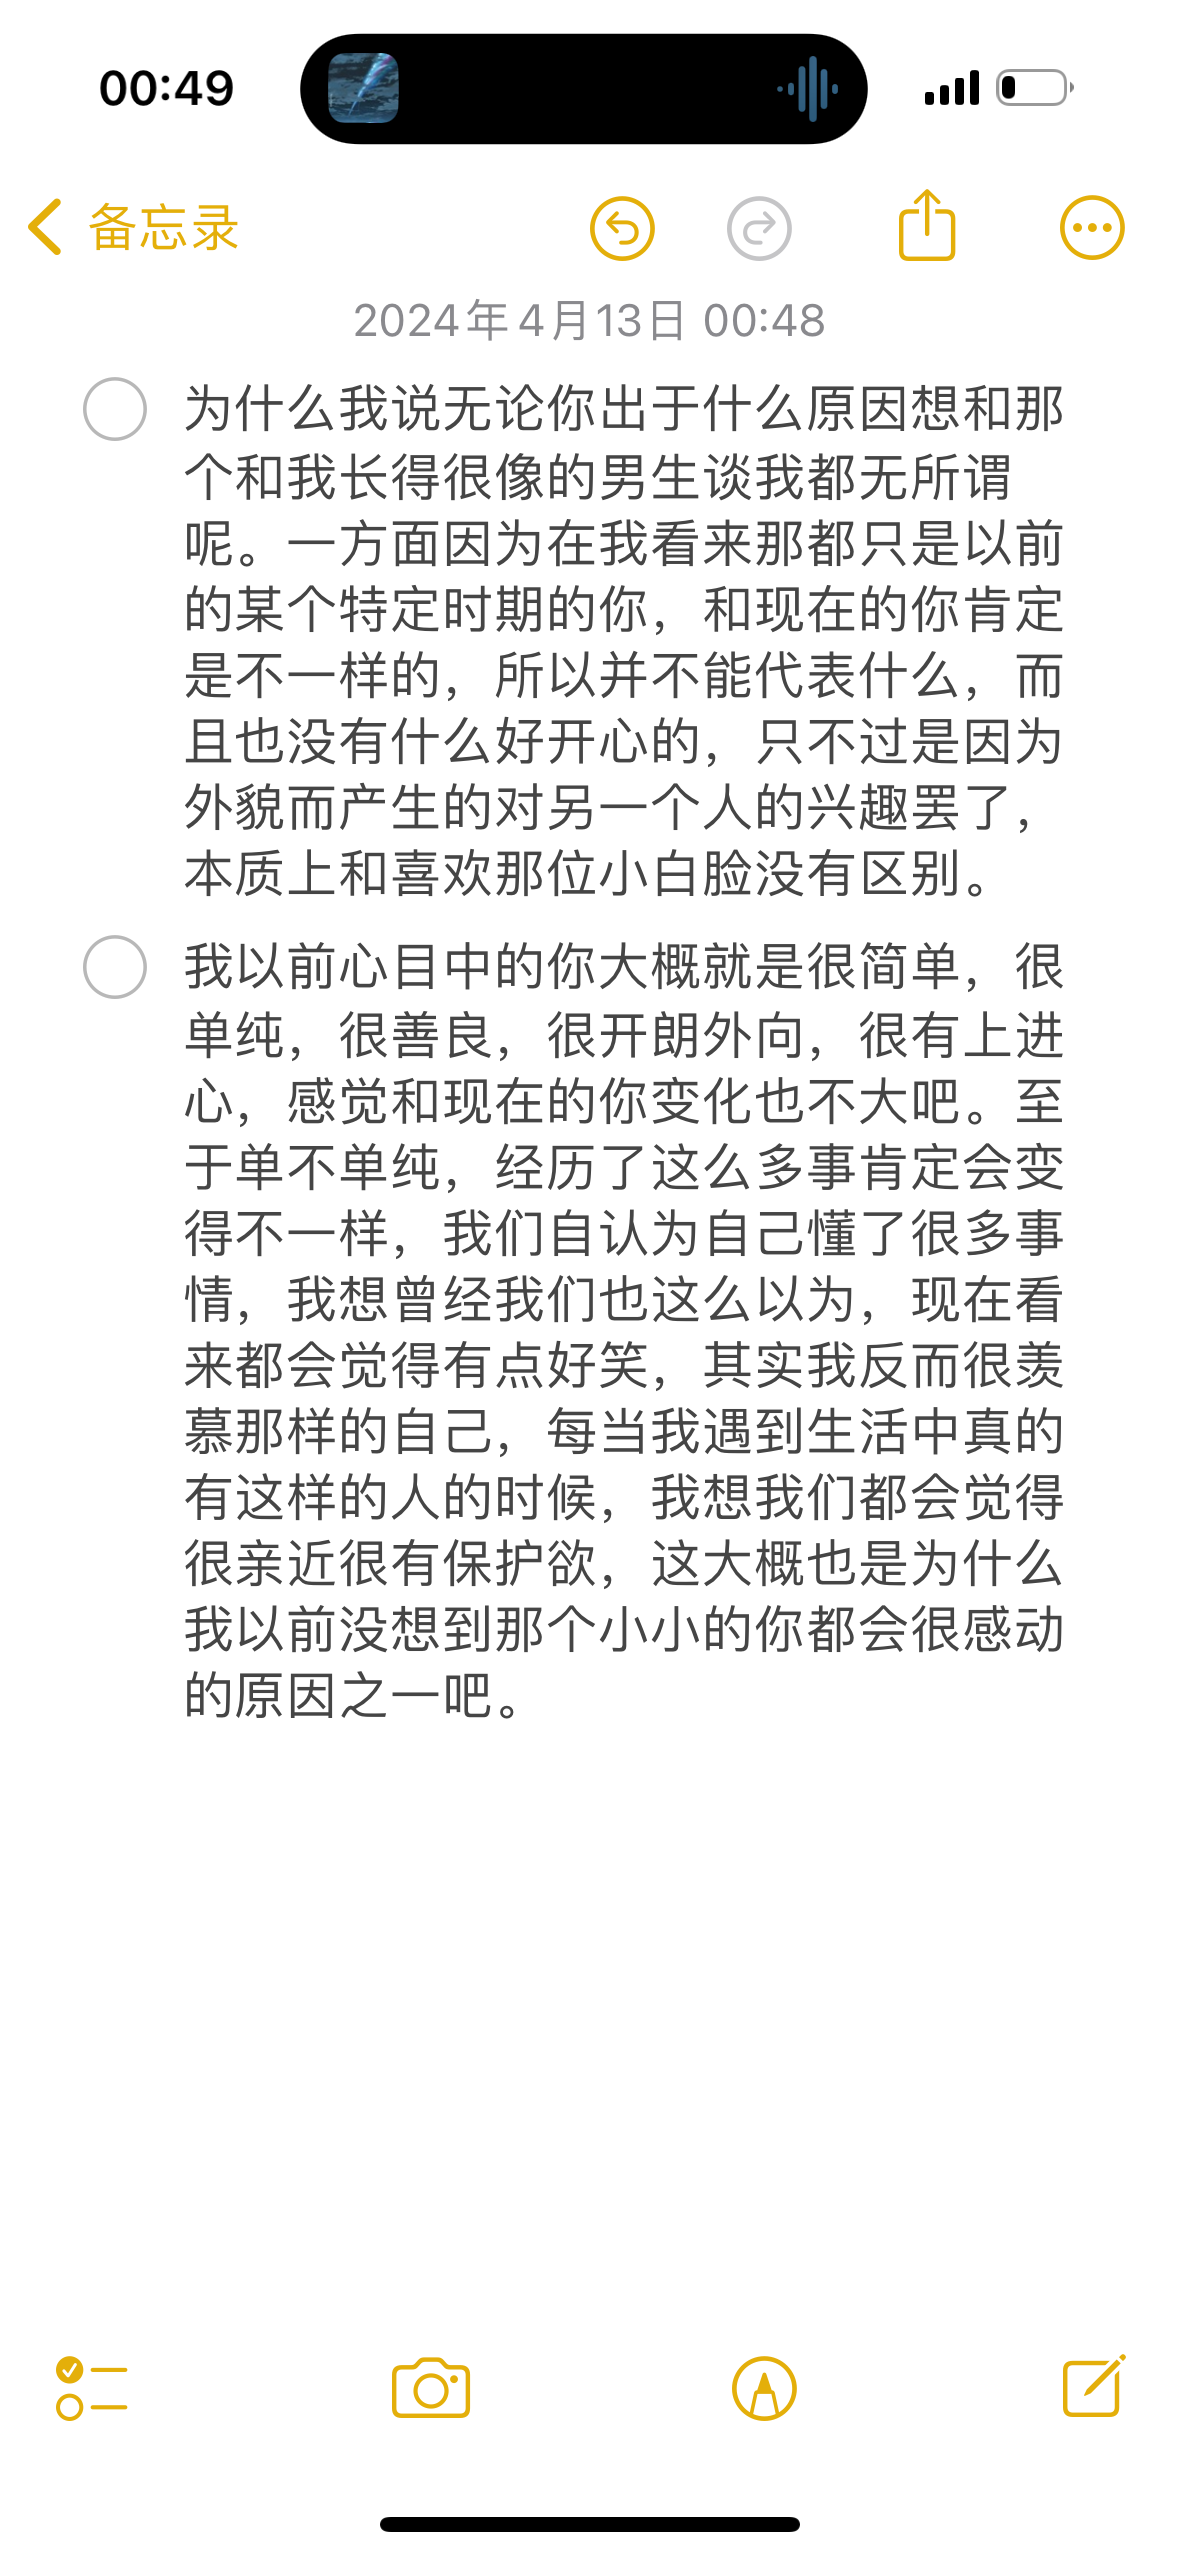 00:49
备忘录
2024年4月13日 00:48
为什么我说无论你出于什么原因想和那
个和我长得很像的男生谈我都无所谓
呢。一方面因为在我看来那都只是以前
的某个特定时期的你，和现在的你肯定
是不一样的，所以并不能代表什么，而
且也没有什么好开心的，只不过是因为
外貌而产生的对另一个人的兴趣罢了，
本质上和喜欢那位小白脸没有区别。
我以前心目中的你大概就是很简单，很
单纯，很善良，很开朗外向，很有上进
心，感觉和现在的你变化也不大吧。至
于单不单纯，经历了这么多事肯定会变
得不一样，我们自认为自己懂了很多事
情，我想曾经我们也这么以为，现在看
来都会觉得有点好笑，其实我反而很羡
慕那样的自己，每当我遇到生活中真的
有这样的人的时候，我想我们都会觉得
很亲近很有保护欲，这大概也是为什么
我以前没想到那个小小的你都会很感动
的原因之一吧。